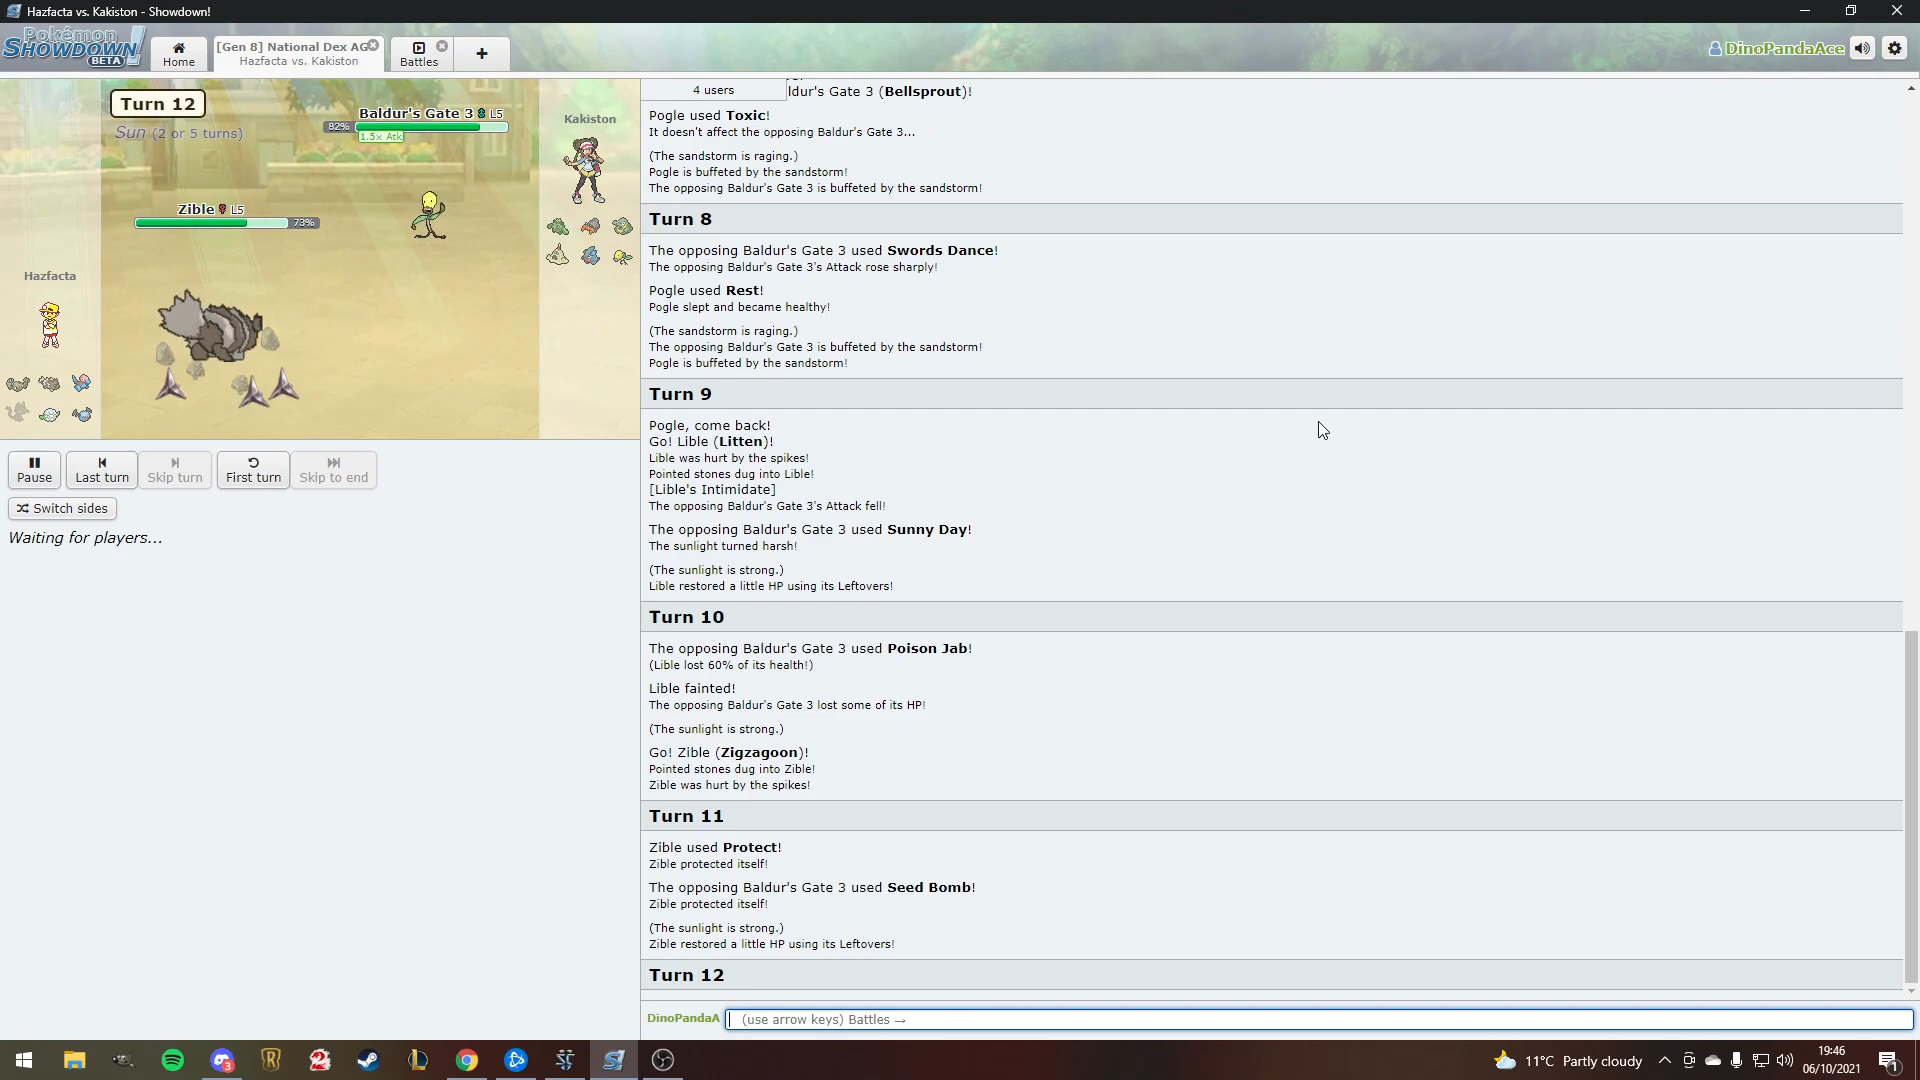 Hazfacta vs. Kakiston - Showdown!
Pokémon
SHOWDOWN!
BETA
Home
[Gen 8] National Dex AG
Hazfacta vs. Kakiston
Battles
+
DinoPandaAce
Turn 12
Sun (2 or 5 turns)
Baldur's Gate 3 L5
82%
1.5× Atk
Kakiston
Zible L5
73%
Hazfacta
Pause
Last turn
Skip turn
First turn
Skip to end
Switch sides
Waiting for players...
4 users
ldur's Gate 3 (Bellsprout)!
Pogle used Toxic!
It doesn't affect the opposing Baldur's Gate 3...
(The sandstorm is raging.)
Pogle is buffeted by the sandstorm!
The opposing Baldur's Gate 3 is buffeted by the sandstorm!
Turn 8
The opposing Baldur's Gate 3 used Swords Dance!
The opposing Baldur's Gate 3's Attack rose sharply!
Pogle used Rest!
Pogle slept and became healthy!
(The sandstorm is raging.)
The opposing Baldur's Gate 3 is buffeted by the sandstorm!
Pogle is buffeted by the sandstorm!
Turn 9
Pogle, come back!
Go! Lible (Litten)!
Lible was hurt by the spikes!
Pointed stones dug into Lible!
[Lible's Intimidate]
The opposing Baldur's Gate 3's Attack fell!
The opposing Baldur's Gate 3 used Sunny Day!
The sunlight turned harsh!
(The sunlight is strong.)
Lible restored a little HP using its Leftovers!
Turn 10
The opposing Baldur's Gate 3 used Poison Jab!
(Lible lost 60% of its health!)
Lible fainted!
The opposing Baldur's Gate 3 lost some of its HP!
(The sunlight is strong.)
Go! Zible (Zigzagoon)!
Pointed stones dug into Zible!
Zible was hurt by the spikes!
Turn 11
Zible used Protect!
Zible protected itself!
The opposing Baldur's Gate 3 used Seed Bomb!
Zible protected itself!
(The sunlight is strong.)
Zible restored a little HP using its Leftovers!
Turn 12
DinoPandaA
(use arrow keys) Battles →
11°C Partly cloudy
19:46
06/10/2021